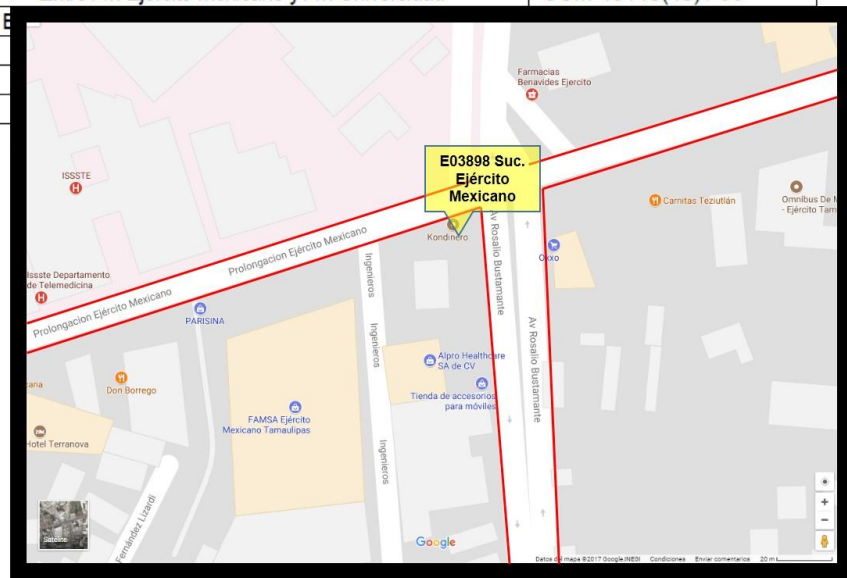 E
Farmacias
Benavides Ejercito
ISSSTE
E03898 Suc.
Ejército
Mexicano
Carnitas Teziutlán
Omnibus De M
- Ejército Tam
Kondinero
Av Rosalio Bustamante
Oxxo
Prolongacion Ejército Mexicano
Ingenieros
Issste Departamento
de Telemedicina
Prolongacion Ejército Mexicano
PARISINA
Ingenieros
Av Rosalio Bustamante
Alpro Healthcare
SA de CV
Tienda de accesorios
para móviles
Don Borrego
FAMSA Ejército
Mexicano Tamaulipas
Hotel Terranova
Ingenieros
Fernández Lizardi
Satélite
Google
Datos del mapa ©2017 Google, INEGI Condiciones Enviar comentarios 20 m